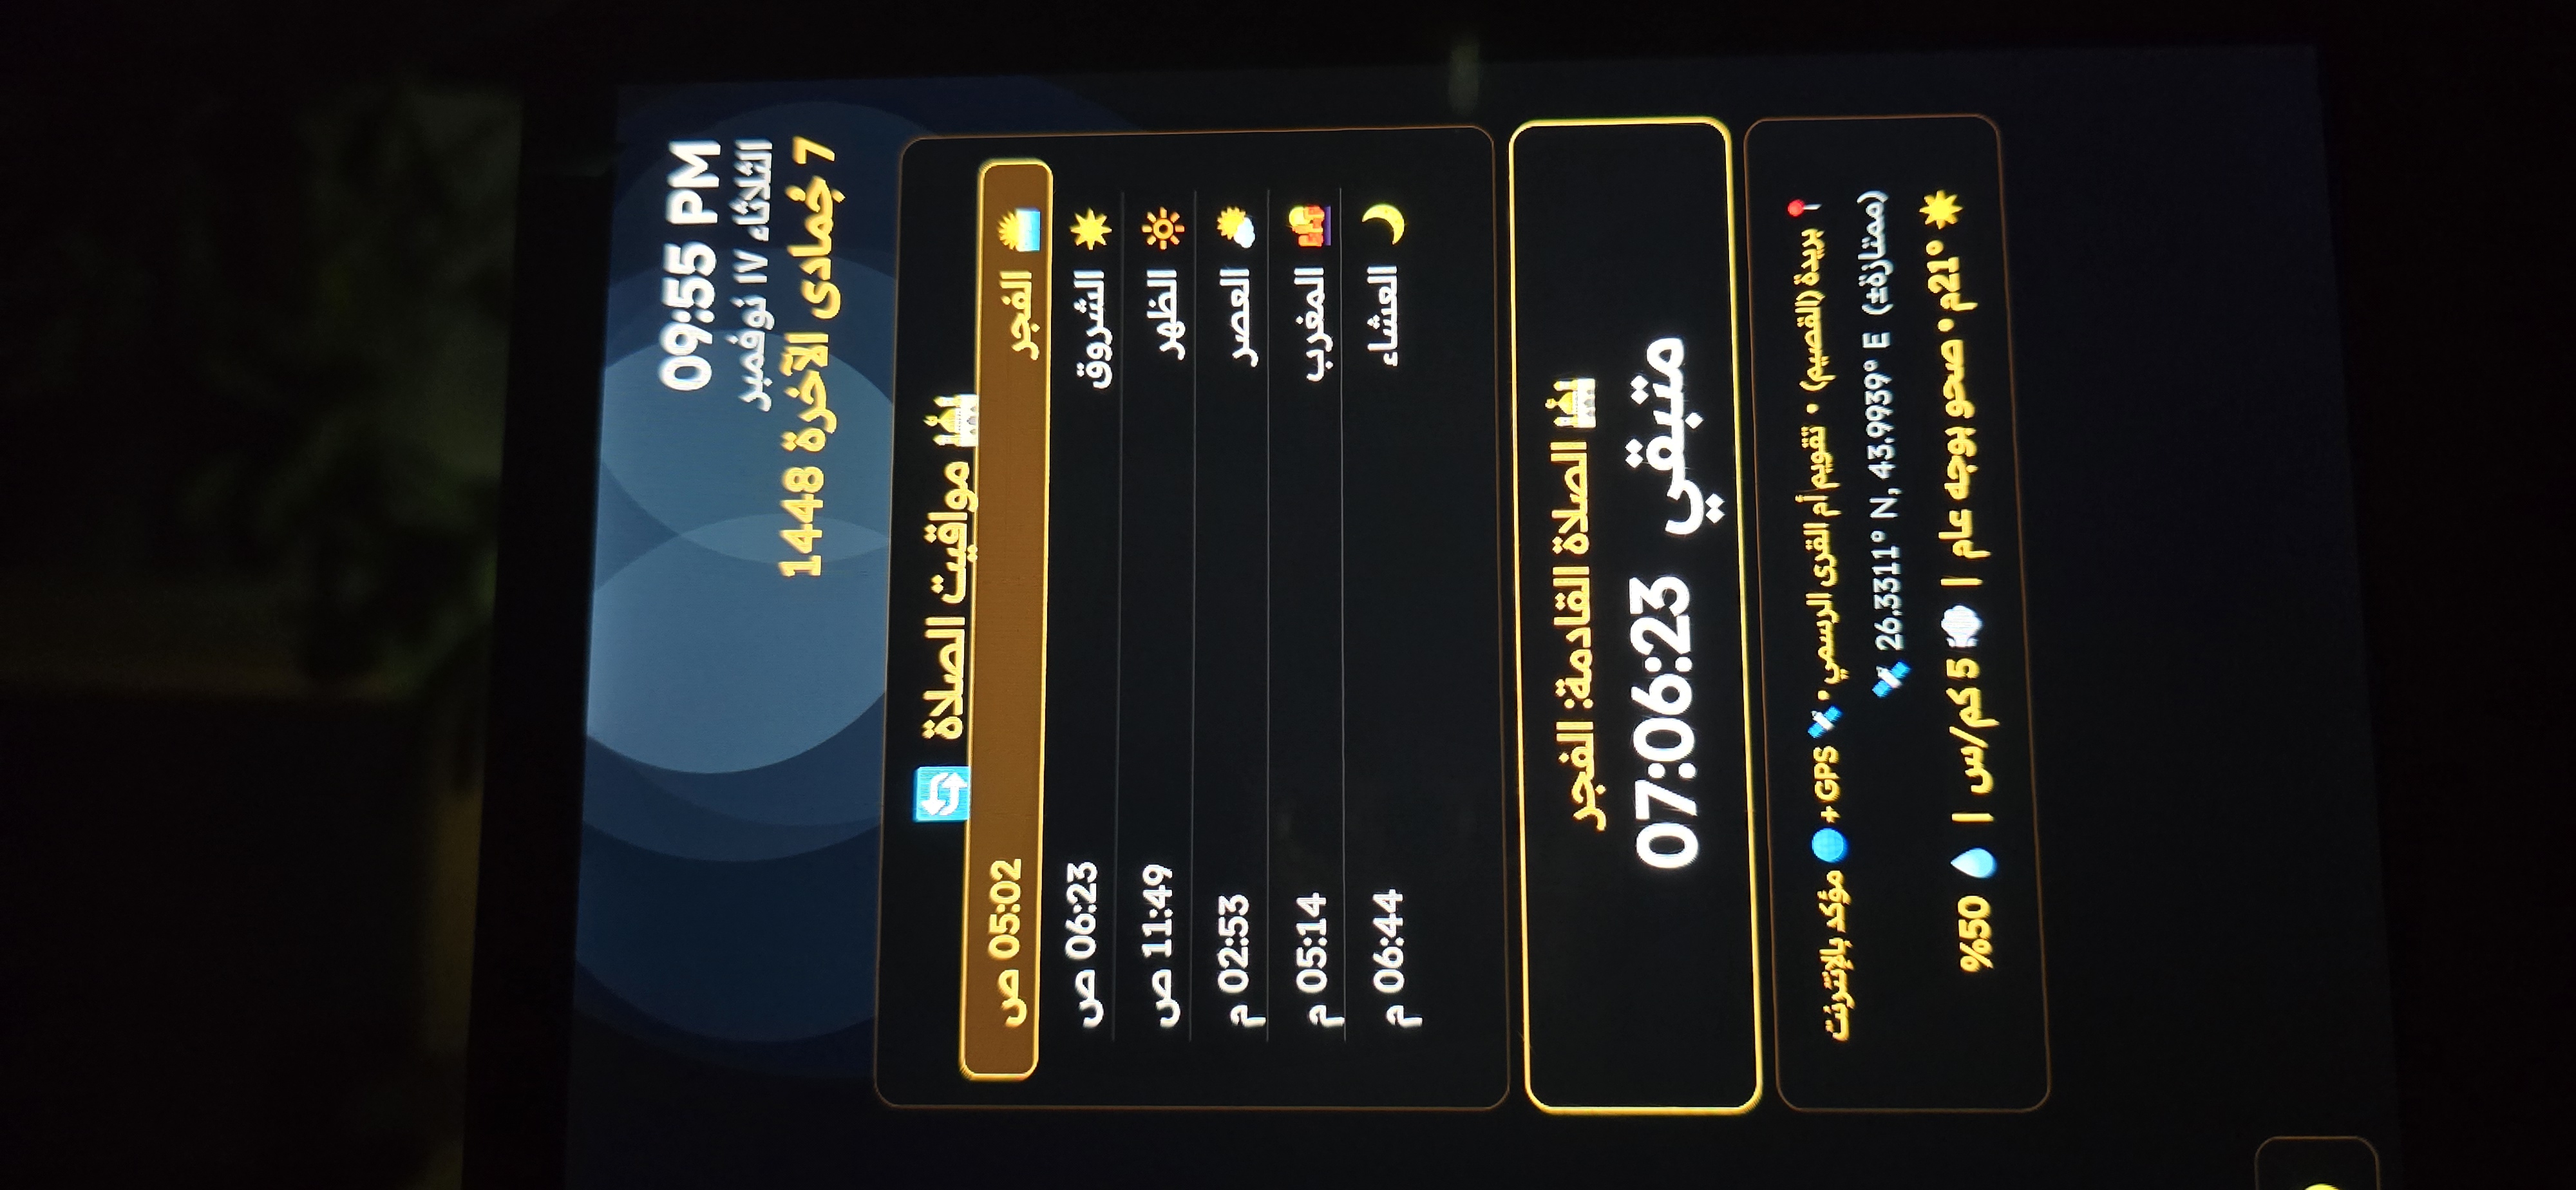 09:55 PM
الثلاثاء ١٧ نوفمبر
7 جُمادى الآخرة 1448
🕌 مواقيت الصلاة 🔄
الفجر 05:02 ص
الشروق 06:23 ص
الظهر 11:49 ص
العصر 02:53 م
المغرب 05:14 م
العشاء 06:44 م
🕌 الصلاة القادمة: الفجر
متبقي 07:06:23
📍 بريدة (القصيم) • تقويم أم القرى الرسمي • 🛰️ GPS + 🔵 مؤكد بالإنترنت
(ممتازة±) 26.3311° N, 43.9939° E 🛰️
☀️ 21°م • صحو بوجه عام | 💨 5 كم/س | 💧 50%